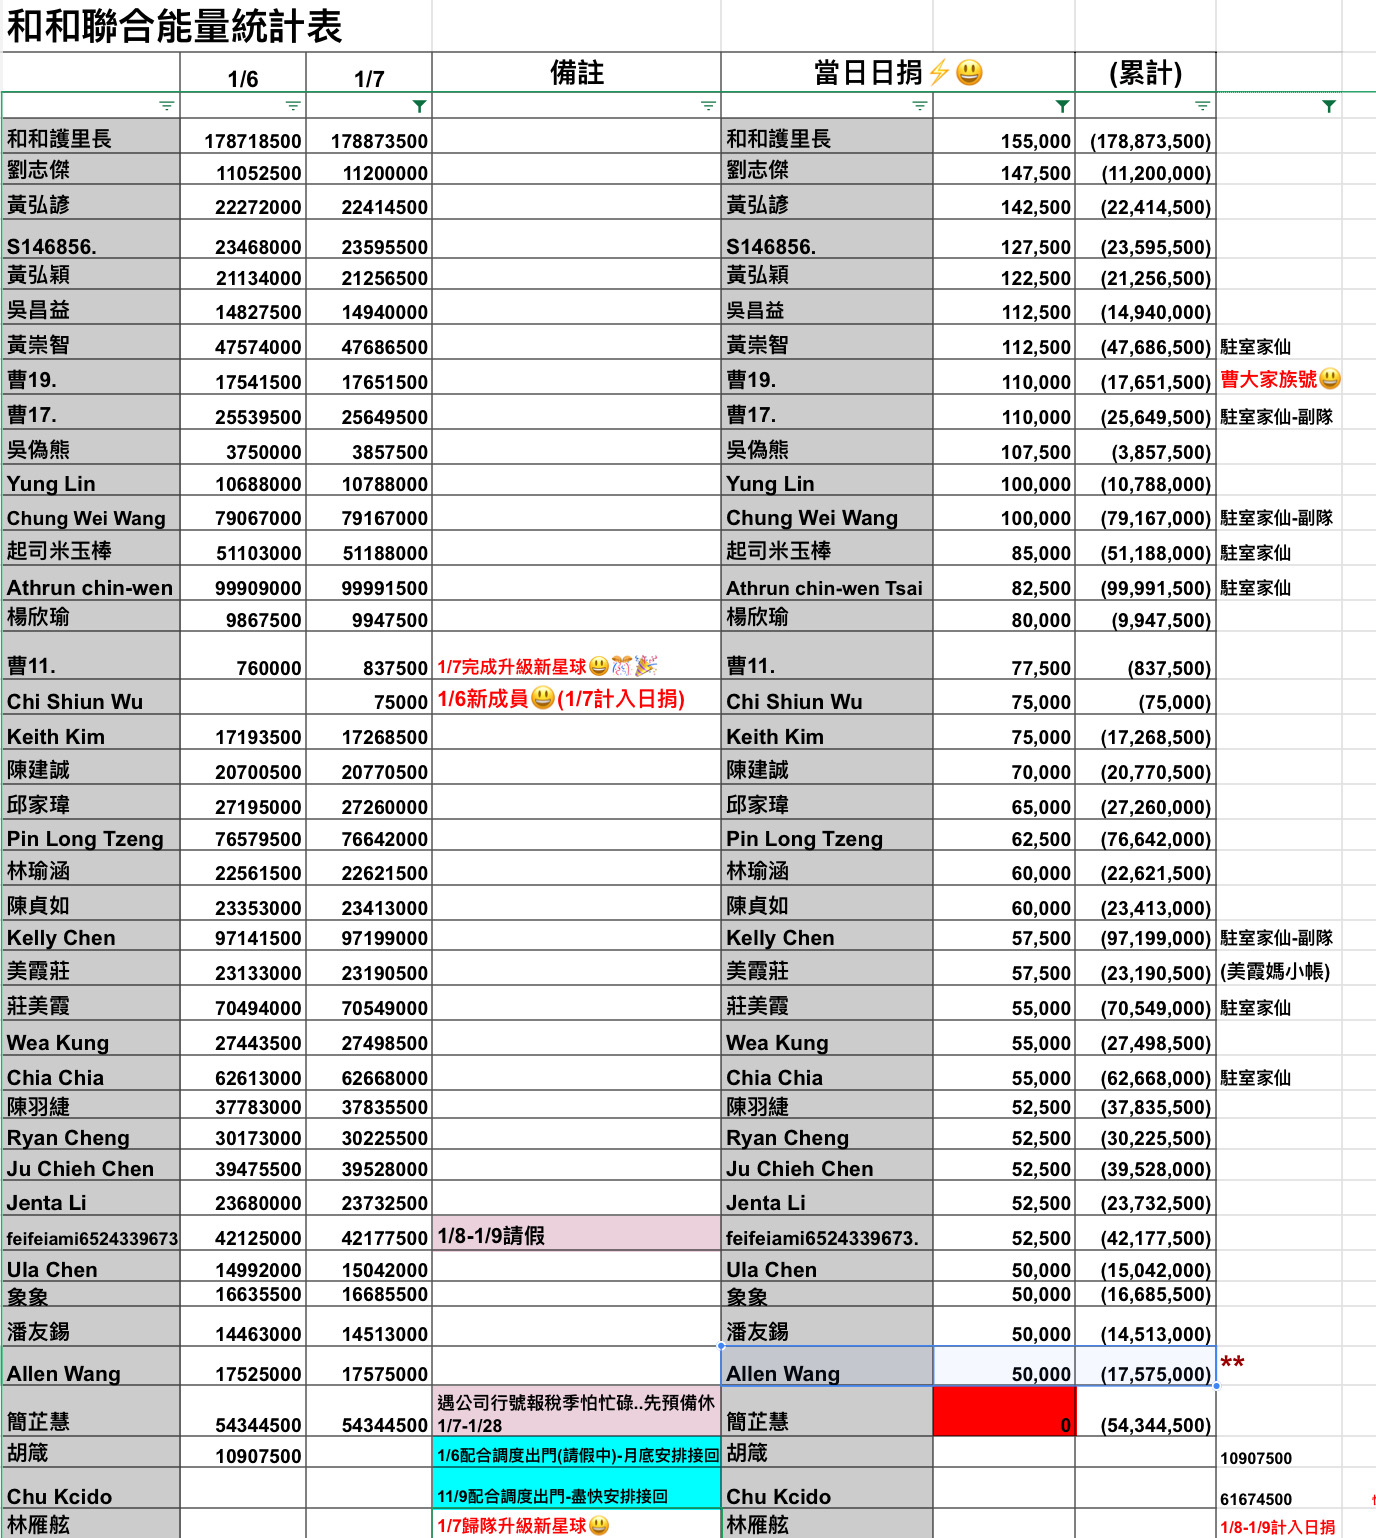 和和聯合能量統計表
1/6 1/7 備註 當日日捐⚡😃 (累計)
和和護里長 178718500 178873500 和和護里長 155,000 (178,873,500)
劉志傑 11052500 11200000 劉志傑 147,500 (11,200,000)
黃弘諺 22272000 22414500 黃弘諺 142,500 (22,414,500)
S146856. 23468000 23595500 S146856. 127,500 (23,595,500)
黃弘穎 21134000 21256500 黃弘穎 122,500 (21,256,500)
吳昌益 14827500 14940000 吳昌益 112,500 (14,940,000)
黃崇智 47574000 47686500 黃崇智 112,500 (47,686,500) 駐室家仙
曹19. 17541500 17651500 曹19. 110,000 (17,651,500) 曹大家族號😃
曹17. 25539500 25649500 曹17. 110,000 (25,649,500) 駐室家仙-副隊
吳偽熊 3750000 3857500 吳偽熊 107,500 (3,857,500)
Yung Lin 10688000 10788000 Yung Lin 100,000 (10,788,000)
Chung Wei Wang 79067000 79167000 Chung Wei Wang 100,000 (79,167,000) 駐室家仙-副隊
起司米玉棒 51103000 51188000 起司米玉棒 85,000 (51,188,000) 駐室家仙
Athrun chin-wen 99909000 99991500 Athrun chin-wen Tsai 82,500 (99,991,500) 駐室家仙
楊欣瑜 9867500 9947500 楊欣瑜 80,000 (9,947,500)
曹11. 760000 837500 1/7完成升級新星球😃🎊🎉 曹11. 77,500 (837,500)
Chi Shiun Wu 75000 1/6新成員😃(1/7計入日捐) Chi Shiun Wu 75,000 (75,000)
Keith Kim 17193500 17268500 Keith Kim 75,000 (17,268,500)
陳建誠 20700500 20770500 陳建誠 70,000 (20,770,500)
邱家瑋 27195000 27260000 邱家瑋 65,000 (27,260,000)
Pin Long Tzeng 76579500 76642000 Pin Long Tzeng 62,500 (76,642,000)
林瑜涵 22561500 22621500 林瑜涵 60,000 (22,621,500)
陳貞如 23353000 23413000 陳貞如 60,000 (23,413,000)
Kelly Chen 97141500 97199000 Kelly Chen 57,500 (97,199,000) 駐室家仙-副隊
美霞莊 23133000 23190500 美霞莊 57,500 (23,190,500) (美霞媽小帳)
莊美霞 70494000 70549000 莊美霞 55,000 (70,549,000) 駐室家仙
Wea Kung 27443500 27498500 Wea Kung 55,000 (27,498,500)
Chia Chia 62613000 62668000 Chia Chia 55,000 (62,668,000) 駐室家仙
陳羽緁 37783000 37835500 陳羽緁 52,500 (37,835,500)
Ryan Cheng 30173000 30225500 Ryan Cheng 52,500 (30,225,500)
Ju Chieh Chen 39475500 39528000 Ju Chieh Chen 52,500 (39,528,000)
Jenta Li 23680000 23732500 Jenta Li 52,500 (23,732,500)
feifeiami6524339673 42125000 42177500 1/8-1/9請假 feifeiami6524339673. 52,500 (42,177,500)
Ula Chen 14992000 15042000 Ula Chen 50,000 (15,042,000)
象象 16635500 16685500 象象 50,000 (16,685,500)
潘友錫 14463000 14513000 潘友錫 50,000 (14,513,000)
Allen Wang 17525000 17575000 Allen Wang 50,000 (17,575,000) **
簡芷慧 54344500 54344500 遇公司行號報稅季怕忙碌..先預備休 簡芷慧 0 (54,344,500)
1/7-1/28
胡箴 10907500 1/6配合調度出門(請假中)-月底安排接回 胡箴 10907500
Chu Kcido 11/9配合調度出門-盡快安排接回 Chu Kcido 61674500
林雁舷 1/7歸隊升級新星球😃 林雁舷 1/8-1/9計入日捐